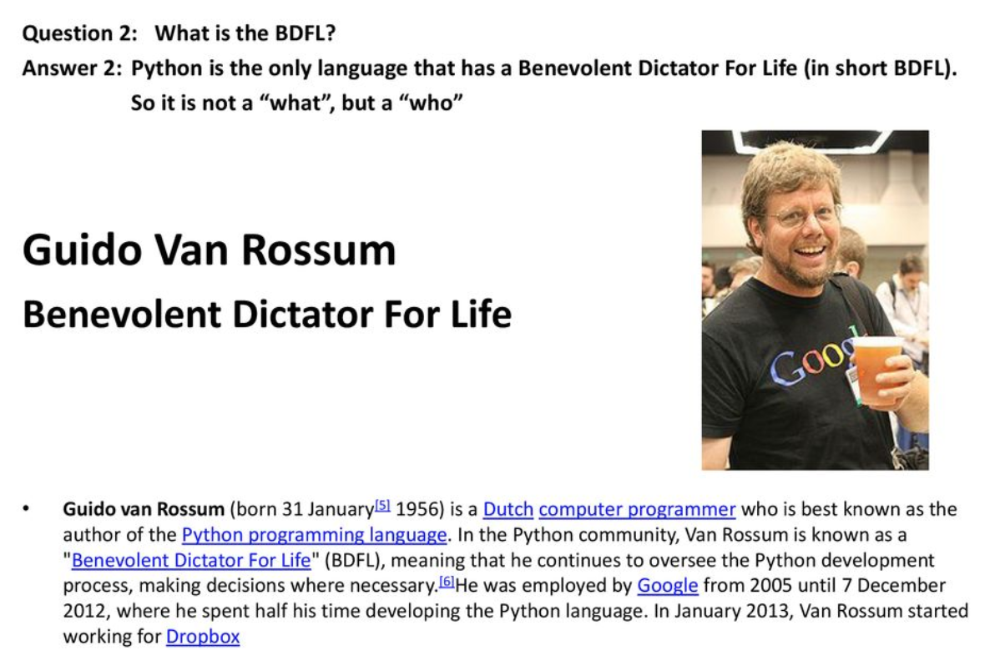 Question 2: What is the BDFL?
Answer 2: Python is the only language that has a Benevolent Dictator For Life (in short BDFL).
So it is not a “what”, but a “who”
Guido Van Rossum
Benevolent Dictator For Life
Google
• Guido van Rossum (born 31 January[5] 1956) is a Dutch computer programmer who is best known as the
author of the Python programming language. In the Python community, Van Rossum is known as a
"Benevolent Dictator For Life" (BDFL), meaning that he continues to oversee the Python development
process, making decisions where necessary.[6]He was employed by Google from 2005 until 7 December
2012, where he spent half his time developing the Python language. In January 2013, Van Rossum started
working for Dropbox